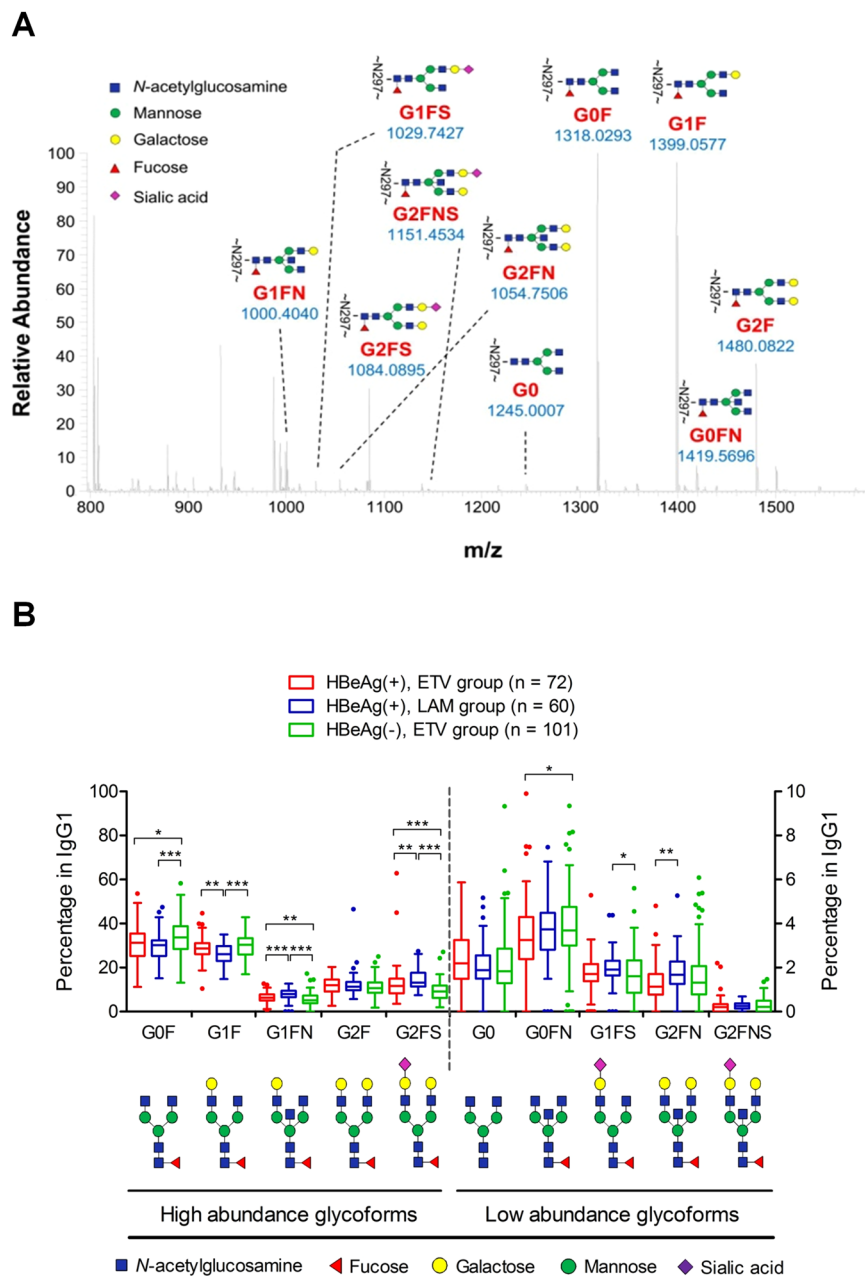 A
N-acetylglucosamine
Mannose
Galactose
Fucose
Sialic acid
~N297~
G1FS
1029.7427
~N297~
G0F
1318.0293
~N297~
G1F
1399.0577
~N297~
G2FNS
1151.4534
~N297~
G1FN
1000.4040
~N297~
G2FN
1054.7506
~N297~
G2FS
1084.0895
~N297~
G0
1245.0007
~N297~
G2F
1480.0822
~N297~
G0FN
1419.5696
Relative Abundance
100
90
80
70
60
50
40
30
20
10
0
800 900 1000 1100 1200 1300 1400 1500
m/z
B
HBeAg(+), ETV group (n = 72)
HBeAg(+), LAM group (n = 60)
HBeAg(-), ETV group (n = 101)
Percentage in IgG1
100
80
60
40
20
0
* *** ** *** ** *** *** *** ** ***
* * **
10
8
6
4
2
0
Percentage in IgG1
G0F G1F G1FN G2F G2FS G0 G0FN G1FS G2FN G2FNS
High abundance glycoforms Low abundance glycoforms
N-acetylglucosamine Fucose Galactose Mannose Sialic acid